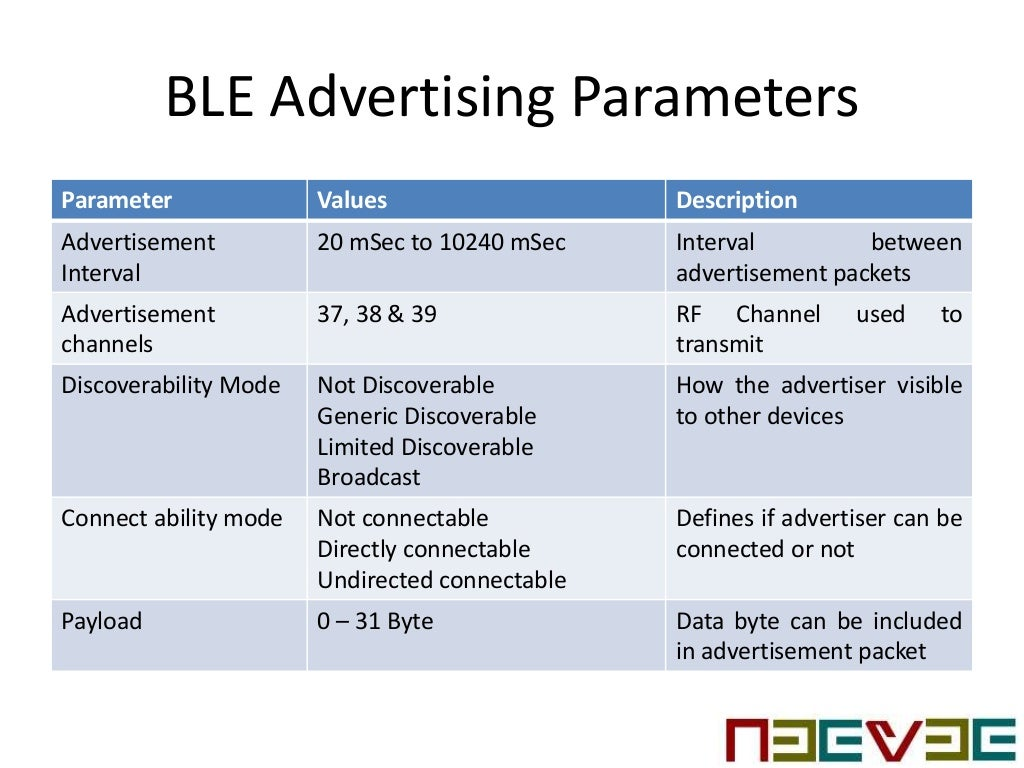 BLE Advertising Parameters
Parameter Values Description
Advertisement Interval 20 mSec to 10240 mSec Interval between advertisement packets
Advertisement channels 37, 38 & 39 RF Channel used to transmit
Discoverability Mode Not Discoverable How the advertiser visible
Generic Discoverable to other devices
Limited Discoverable
Broadcast
Connect ability mode Not connectable Defines if advertiser can be
Directly connectable connected or not
Undirected connectable
Payload 0 – 31 Byte Data byte can be included
in advertisement packet